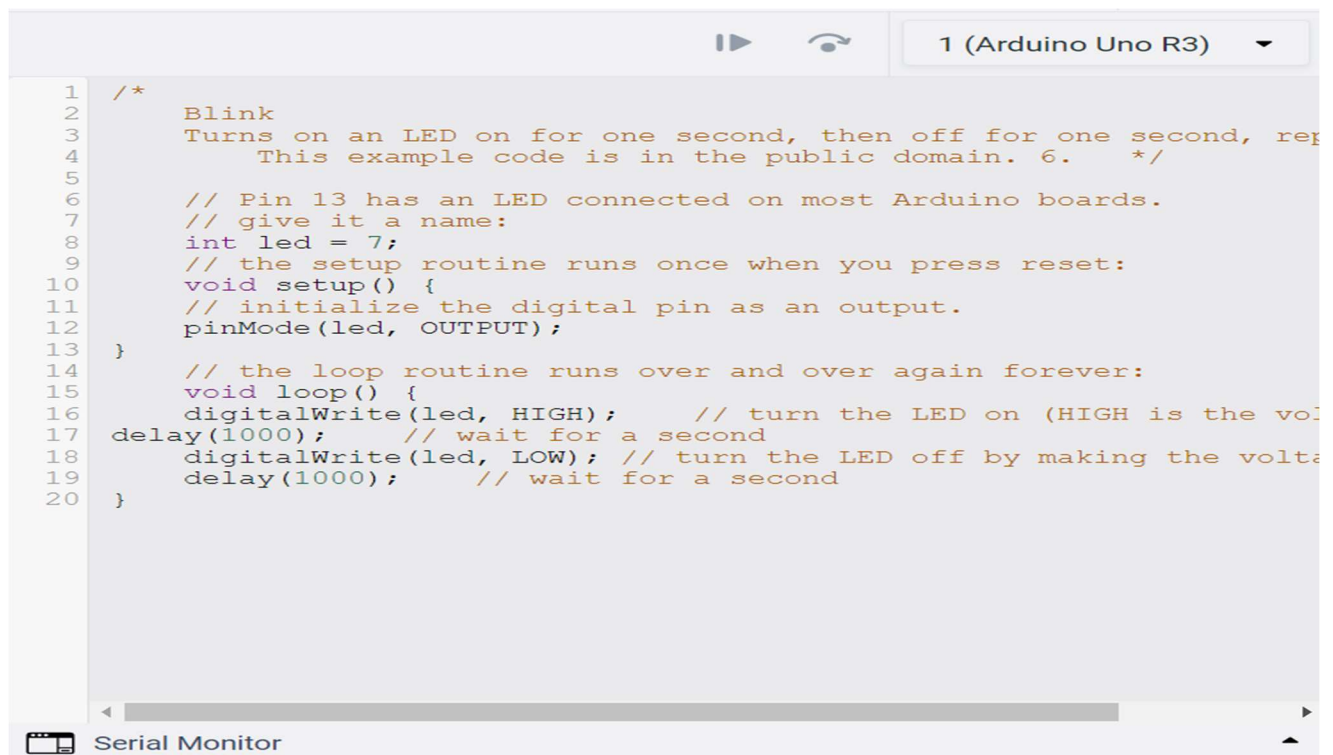 1 (Arduino Uno R3)
1 /*
2 Blink
3 Turns on an LED on for one second, then off for one second, rep
4 This example code is in the public domain. 6. */
5
6 // Pin 13 has an LED connected on most Arduino boards.
7 // give it a name:
8 int led = 7;
9 // the setup routine runs once when you press reset:
10 void setup() {
11 // initialize the digital pin as an output.
12 pinMode(led, OUTPUT);
13 }
14 // the loop routine runs over and over again forever:
15 void loop() {
16 digitalWrite(led, HIGH); // turn the LED on (HIGH is the vol
17 delay(1000); // wait for a second
18 digitalWrite(led, LOW); // turn the LED off by making the volta
19 delay(1000); // wait for a second
20 }
Serial Monitor